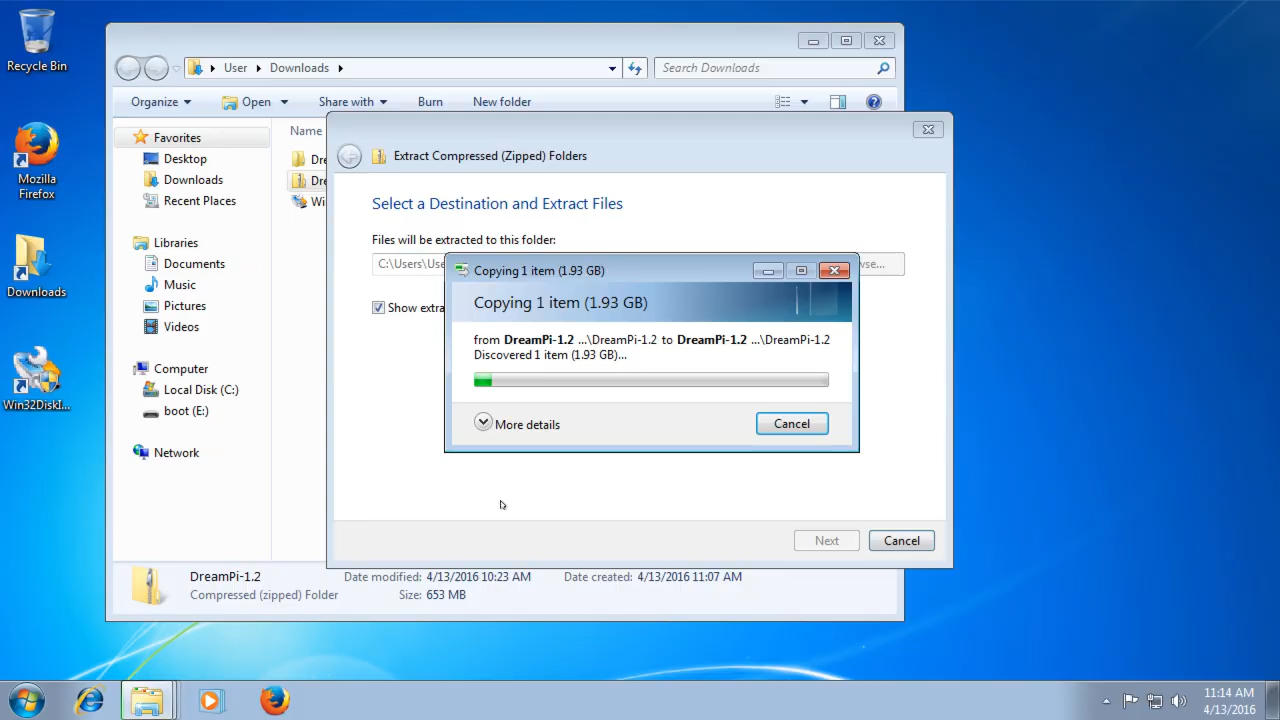 Recycle Bin
Mozilla
Firefox
Downloads
Win32DiskI...
User
Downloads
Search Downloads
Organize
Open
Share with
Burn
New folder
Favorites
Desktop
Downloads
Recent Places
Libraries
Documents
Music
Pictures
Videos
Computer
Local Disk (C:)
boot (E:)
Network
Name
Dre
Dre
Wi
Extract Compressed (Zipped) Folders
Select a Destination and Extract Files
Files will be extracted to this folder:
C:\Users\Use
wse...
Show extra
Copying 1 item (1.93 GB)
Copying 1 item (1.93 GB)
from DreamPi-1.2 ...\DreamPi-1.2 to DreamPi-1.2 ...\DreamPi-1.2
Discovered 1 item (1.93 GB)...
More details
Cancel
Next
Cancel
DreamPi-1.2
Date modified: 4/13/2016 10:23 AM
Date created: 4/13/2016 11:07 AM
Compressed (zipped) Folder
Size: 653 MB
11:14 AM
4/13/2016